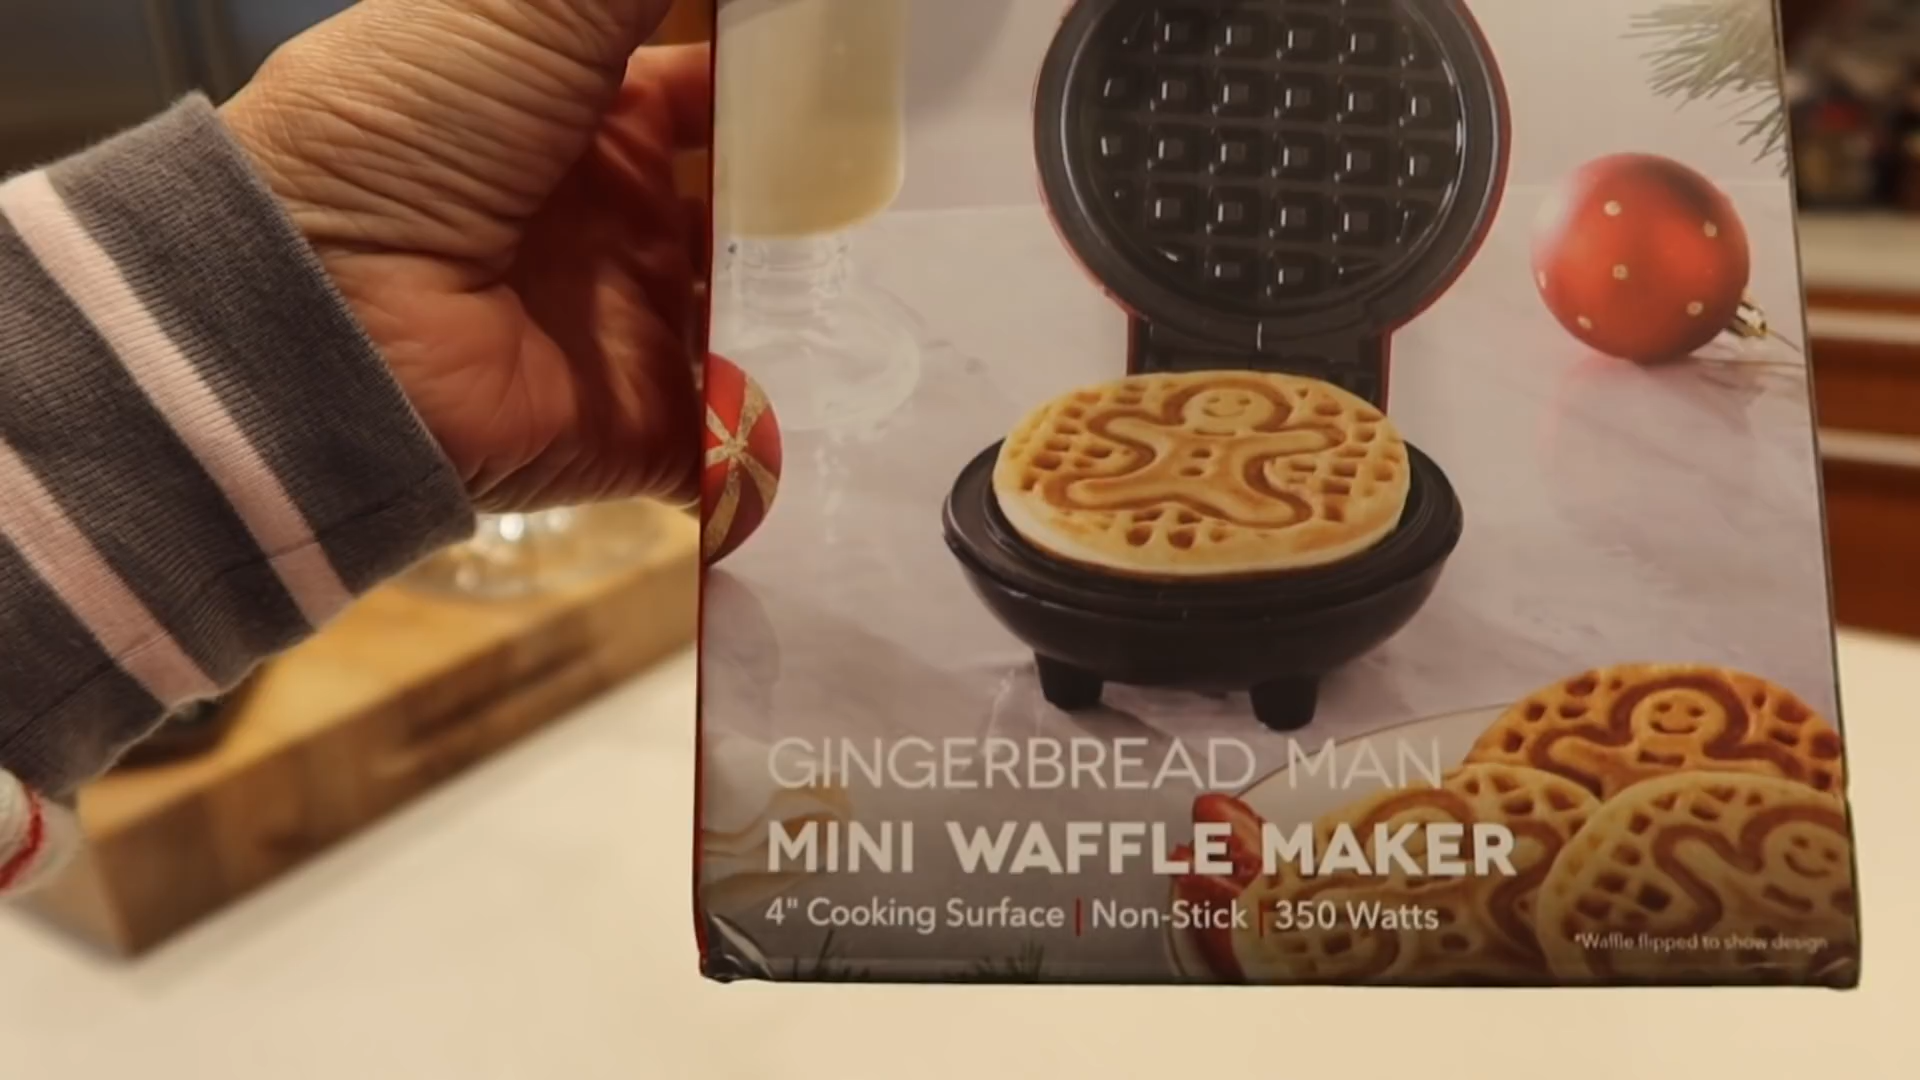 GINGERBREAD MAN
MINI WAFFLE MAKER
4" Cooking Surface | Non-Stick | 350 Watts
*Waffle flipped to show design